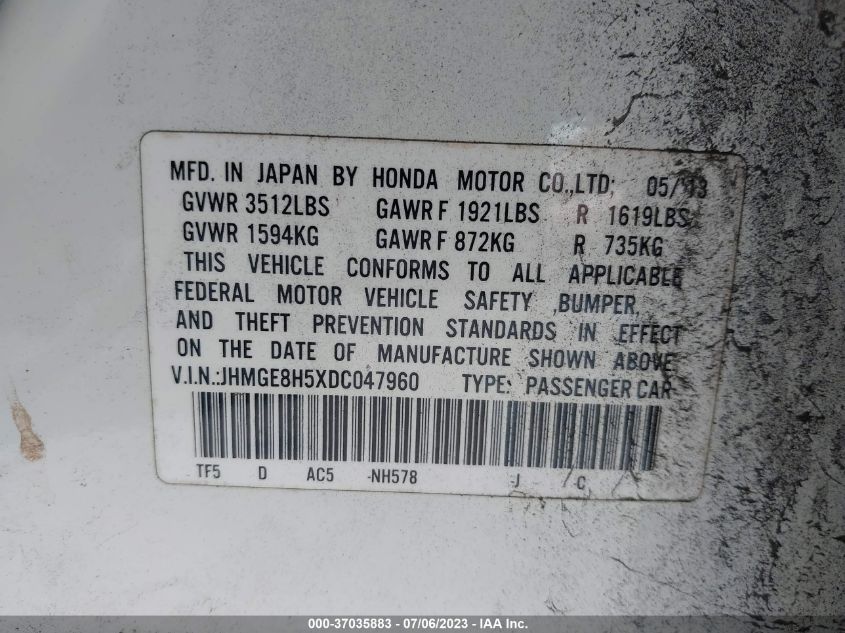 MFD. IN JAPAN BY HONDA MOTOR CO.,LTD; 05/13
GVWR 3512LBS GAWR F 1921LBS R 1619LBS
GVWR 1594KG GAWR F 872KG R 735KG
THIS VEHICLE CONFORMS TO ALL APPLICABLE
FEDERAL MOTOR VEHICLE SAFETY ,BUMPER,
AND THEFT PREVENTION STANDARDS IN EFFECT
ON THE DATE OF MANUFACTURE SHOWN ABOVE
V.I.N.:JHMGE8H5XDC047960 TYPE: PASSENGER CAR
TF5 D AC5 -NH578 -J C
000-37035883 - 07/06/2023 - IAA Inc.